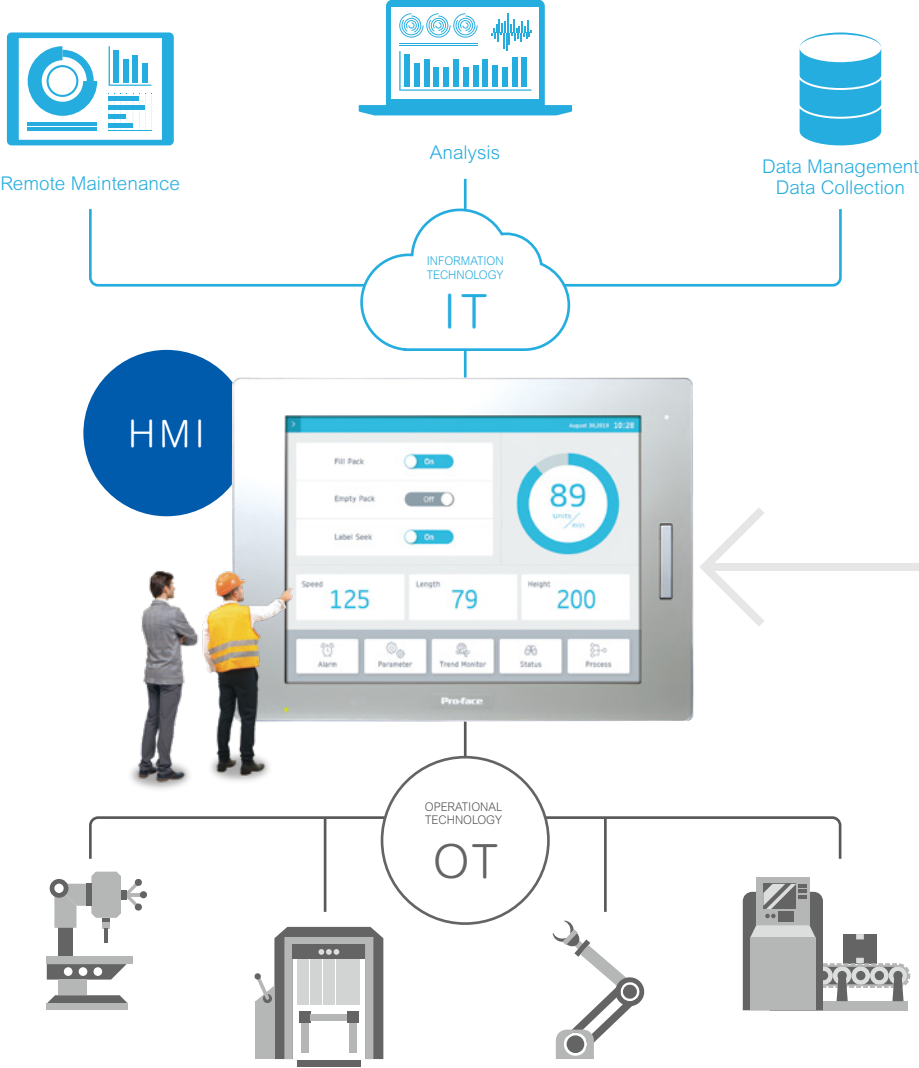 Analysis
Remote Maintenance
Data Management
Data Collection
INFORMATION
TECHNOLOGY
IT
HMI
August 30,2019 10:28
Fill Pack
On
Empty Pack
Off
Label Seek
On
89
units/min
Speed
125
Length
79
Height
200
Alarm
Parameter
Trend Monitor
Status
Process
Pro-face
OPERATIONAL
TECHNOLOGY
OT